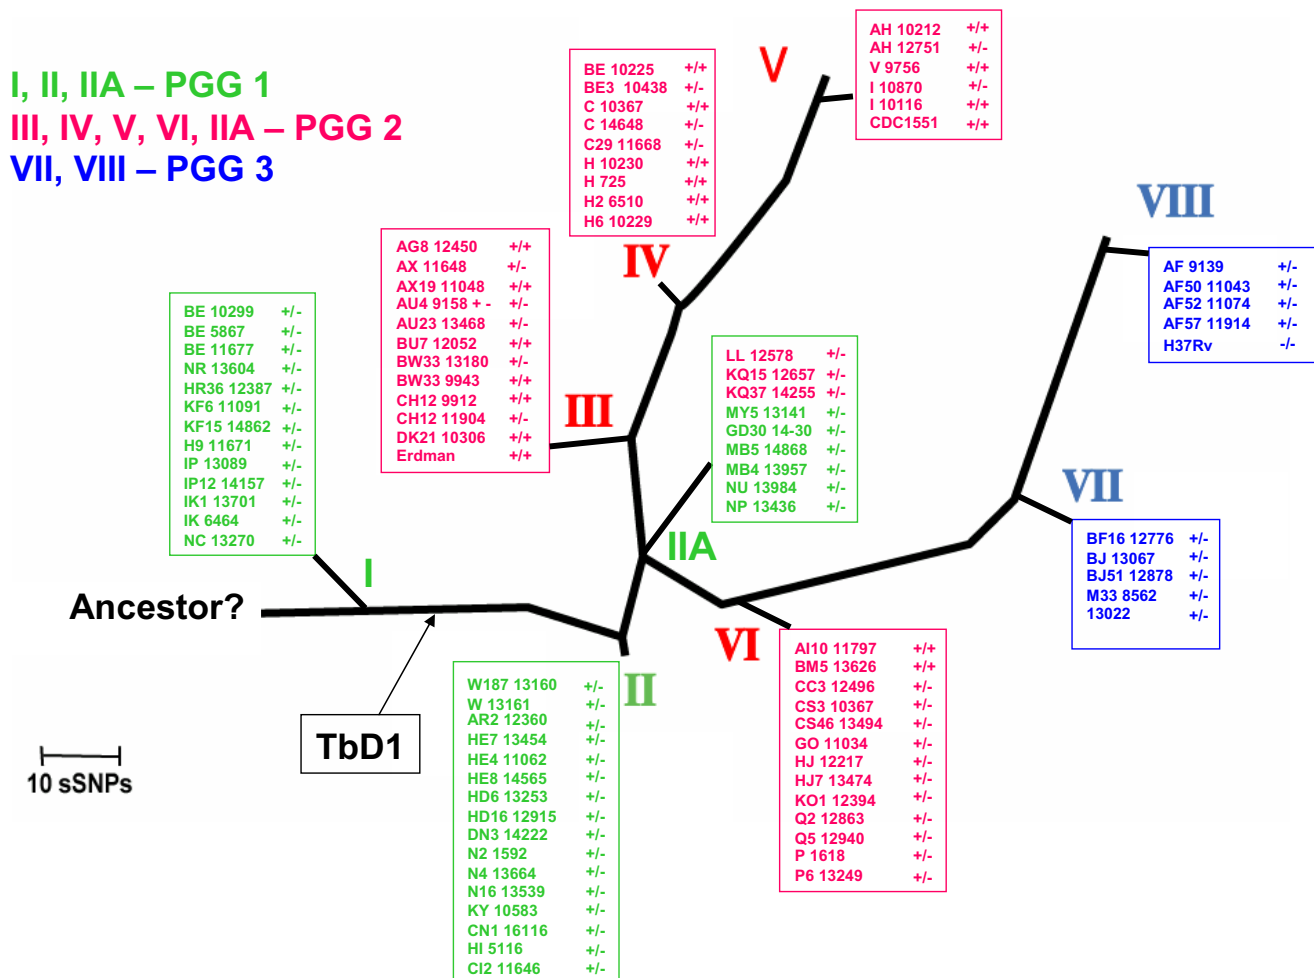 I, II, IIA – PGG 1
III, IV, V, VI, IIA – PGG 2
VII, VIII – PGG 3
V
AH 10212 +/+
AH 12751 +/-
V 9756 +/+
I 10870 +/-
I 10116 +/+
CDC1551 +/+
BE 10225 +/+
BE3 10438 +/-
C 10367 +/+
C 14648 +/-
C29 11668 +/-
H 10230 +/+
H 725 +/+
H2 6510 +/+
H6 10229 +/+
IV
VIII
AF 9139 +/-
AF50 11043 +/-
AF52 11074 +/-
AF57 11914 +/-
H37Rv -/-
AG8 12450 +/+
AX 11648 +/-
AX19 11048 +/+
AU4 9158 + - +/-
AU23 13468 +/-
BU7 12052 +/+
BW33 13180 +/-
BW33 9943 +/+
CH12 9912 +/+
CH12 11904 +/-
DK21 10306 +/+
Erdman +/+
III
BE 10299 +/-
BE 5867 +/-
BE 11677 +/-
NR 13604 +/-
HR36 12387 +/-
KF6 11091 +/-
KF15 14862 +/-
H9 11671 +/-
IP 13089 +/-
IP12 14157 +/-
IK1 13701 +/-
IK 6464 +/-
NC 13270 +/-
I
LL 12578 +/-
KQ15 12657 +/-
KQ37 14255 +/-
MY5 13141 +/-
GD30 14-30 +/-
MB5 14868 +/-
MB4 13957 +/-
NU 13984 +/-
NP 13436 +/-
IIA
VII
BF16 12776 +/-
BJ 13067 +/-
BJ51 12878 +/-
M33 8562 +/-
13022 +/-
Ancestor?
VI
AI10 11797 +/+
BM5 13626 +/+
CC3 12496 +/-
CS3 10367 +/-
CS46 13494 +/-
GO 11034 +/-
HJ 12217 +/-
HJ7 13474 +/-
KO1 12394 +/-
Q2 12863 +/-
Q5 12940 +/-
P 1618 +/-
P6 13249 +/-
II
W187 13160 +/-
W 13161 +/-
AR2 12360 +/-
HE7 13454 +/-
HE4 11062 +/-
HE8 14565 +/-
HD6 13253 +/-
HD16 12915 +/-
DN3 14222 +/-
N2 1592 +/-
N4 13664 +/-
N16 13539 +/-
KY 10583 +/-
CN1 16116 +/-
HI 5116 +/-
CI2 11646 +/-
TbD1
10 sSNPs